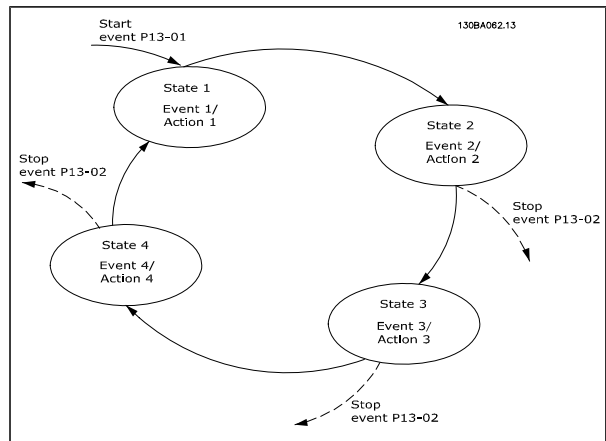 Start
event P13-01
130BA062.13
State 1
Event 1/
Action 1
State 2
Event 2/
Action 2
Stop
event P13-02
Stop
event P13-02
State 4
Event 4/
Action 4
State 3
Event 3/
Action 3
Stop
event P13-02